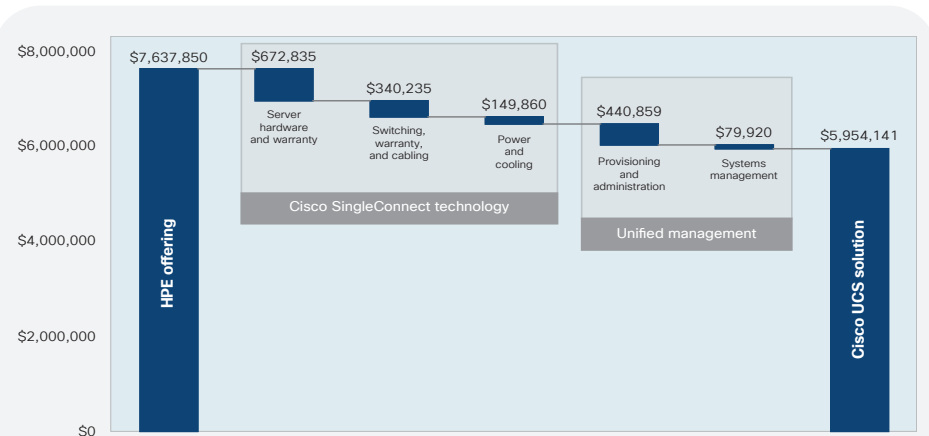 $8,000,000
$6,000,000
$4,000,000
$2,000,000
$0
$7,637,850
HPE offering
$672,835
Server
hardware
and warranty
$340,235
Switching,
warranty,
and cabling
$149,860
Power
and
cooling
Cisco SingleConnect technology
$440,859
Provisioning
and
administration
$79,920
Systems
management
Unified management
$5,954,141
Cisco UCS solution